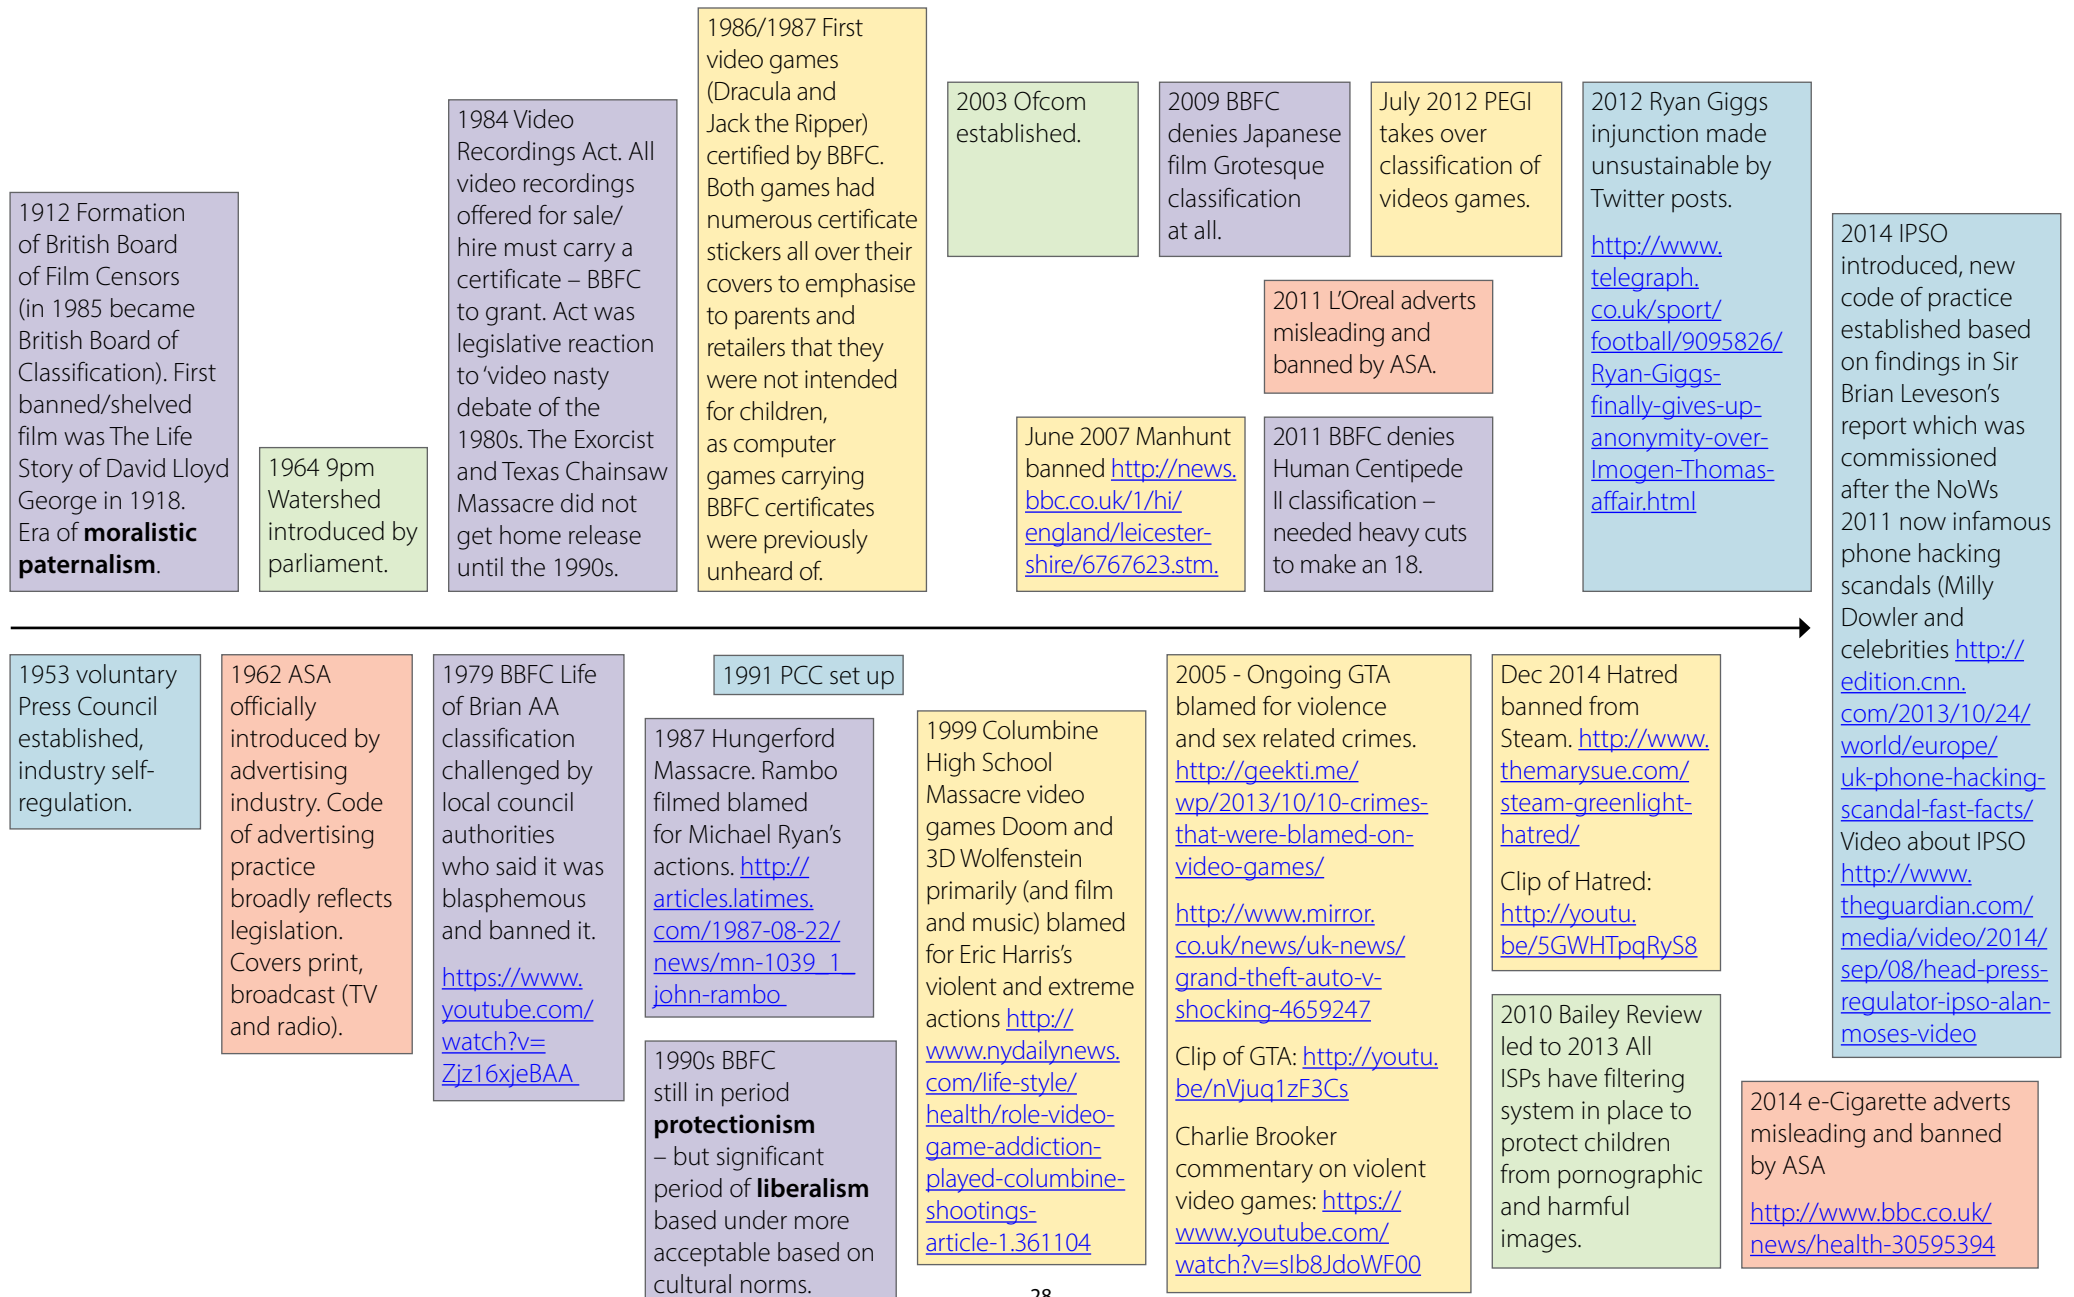 1912 Formation
of British Board
of Film Censors
(in 1985 became
British Board of
Classification). First
banned/shelved
film was The Life
Story of David Lloyd
George in 1918.
Era of moralistic
paternalism.
1964 9pm
Watershed
introduced by
parliament.
1984 Video
Recordings Act. All
video recordings
offered for sale/
hire must carry a
certificate – BBFC
to grant. Act was
legislative reaction
to ‘video nasty
debate of the
1980s. The Exorcist
and Texas Chainsaw
Massacre did not
get home release
until the 1990s.
1986/1987 First
video games
(Dracula and
Jack the Ripper)
certified by BBFC.
Both games had
numerous certificate
stickers all over their
covers to emphasise
to parents and
retailers that they
were not intended
for children,
as computer
games carrying
BBFC certificates
were previously
unheard of.
2003 Ofcom
established.
June 2007 Manhunt
banned http://news.
bbc.co.uk/1/hi/
england/leicester-
shire/6767623.stm.
2009 BBFC
denies Japanese
film Grotesque
classification
at all.
2011 L’Oreal adverts
misleading and
banned by ASA.
2011 BBFC denies
Human Centipede
II classification –
needed heavy cuts
to make an 18.
July 2012 PEGI
takes over
classification of
videos games.
2012 Ryan Giggs
injunction made
unsustainable by
Twitter posts.
http://www.
telegraph.
co.uk/sport/
football/9095826/
Ryan-Giggs-
finally-gives-up-
anonymity-over-
Imogen-Thomas-
affair.html
2014 IPSO
introduced, new
code of practice
established based
on findings in Sir
Brian Leveson’s
report which was
commissioned
after the NoWs
2011 now infamous
phone hacking
scandals (Milly
Dowler and
celebrities http://
edition.cnn.
com/2013/10/24/
world/europe/
uk-phone-hacking-
scandal-fast-facts/
Video about IPSO
http://www.
theguardian.com/
media/video/2014/
sep/08/head-press-
regulator-ipso-alan-
moses-video
1953 voluntary
Press Council
established,
industry self-
regulation.
1962 ASA
officially
introduced by
advertising
industry. Code
of advertising
practice
broadly reflects
legislation.
Covers print,
broadcast (TV
and radio).
1979 BBFC Life
of Brian AA
classification
challenged by
local council
authorities
who said it was
blasphemous
and banned it.
https://www.
youtube.com/
watch?v=
Zjz16xjeBAA
1991 PCC set up
1987 Hungerford
Massacre. Rambo
filmed blamed
for Michael Ryan’s
actions. http://
articles.latimes.
com/1987-08-22/
news/mn-1039_1_
john-rambo
1990s BBFC
still in period
protectionism
– but significant
period of liberalism
based under more
acceptable based on
cultural norms.
1999 Columbine
High School
Massacre video
games Doom and
3D Wolfenstein
primarily (and film
and music) blamed
for Eric Harris’s
violent and extreme
actions http://
www.nydailynews.
com/life-style/
health/role-video-
game-addiction-
played-columbine-
shootings-
article-1.361104
2005 - Ongoing GTA
blamed for violence
and sex related crimes.
http://geekti.me/
wp/2013/10/10-crimes-
that-were-blamed-on-
video-games/
http://www.mirror.
co.uk/news/uk-news/
grand-theft-auto-v-
shocking-4659247
Clip of GTA: http://youtu.
be/nVjuq1zF3Cs
Charlie Brooker
commentary on violent
video games: https://
www.youtube.com/
watch?v=slb8JdoWF00
Dec 2014 Hatred
banned from
Steam. http://www.
themarysue.com/
steam-greenlight-
hatred/
Clip of Hatred:
http://youtu.
be/5GWHTpqRyS8
2010 Bailey Review
led to 2013 All
ISPs have filtering
system in place to
protect children
from pornographic
and harmful
images.
2014 e-Cigarette adverts
misleading and banned
by ASA
http://www.bbc.co.uk/
news/health-30595394
28